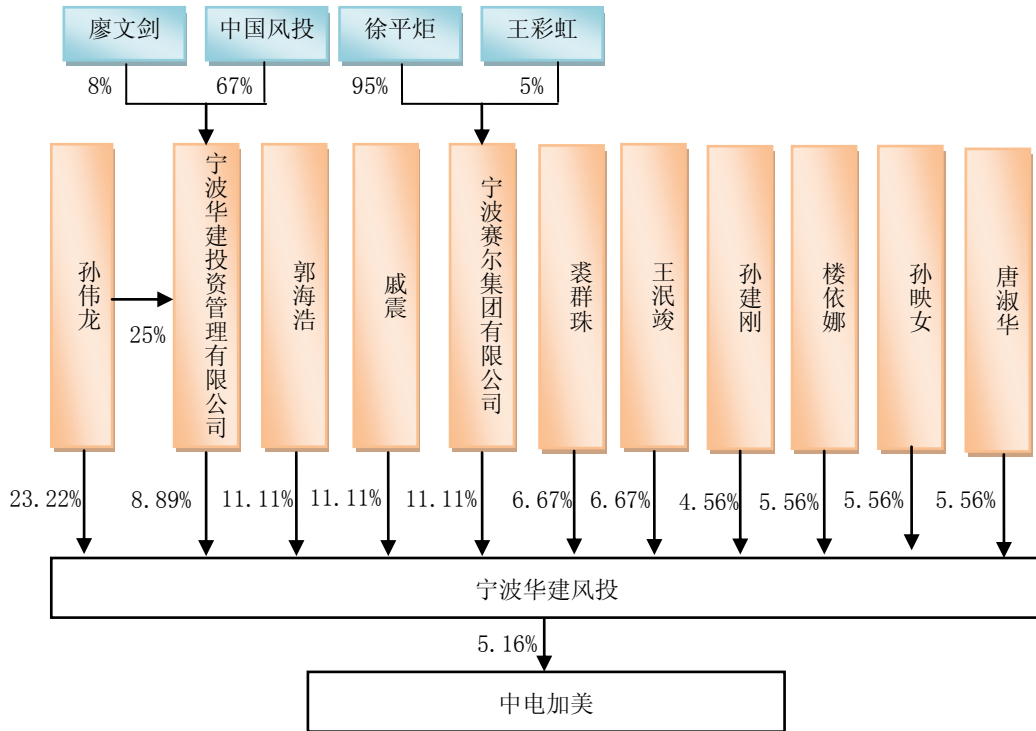 廖文剑
中国风投
徐平炬
王彩虹
8%
67%
95%
5%
孙伟龙
宁波华建投资管理有限公司
郭海浩
戚震
宁波赛尔集团有限公司
裘群珠
王泯竣
孙建刚
楼依娜
孙映女
唐淑华
25%
23.22%
8.89%
11.11%
11.11%
11.11%
6.67%
6.67%
4.56%
5.56%
5.56%
5.56%
宁波华建风投
5.16%
中电加美